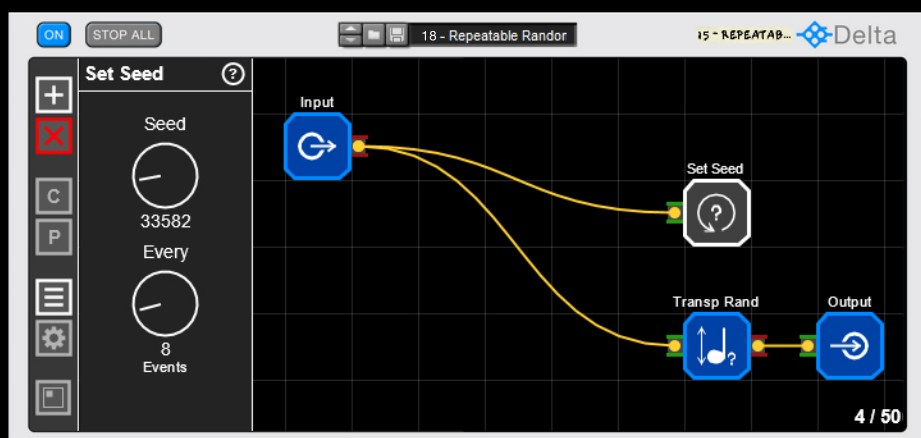 ON
STOP ALL
18 - Repeatable Randor
15 - REPEATAB...
Delta
Set Seed
?
Seed
33582
Every
8
Events
C
P
Input
Set Seed
?
Transp Rand
?
Output
4 / 50